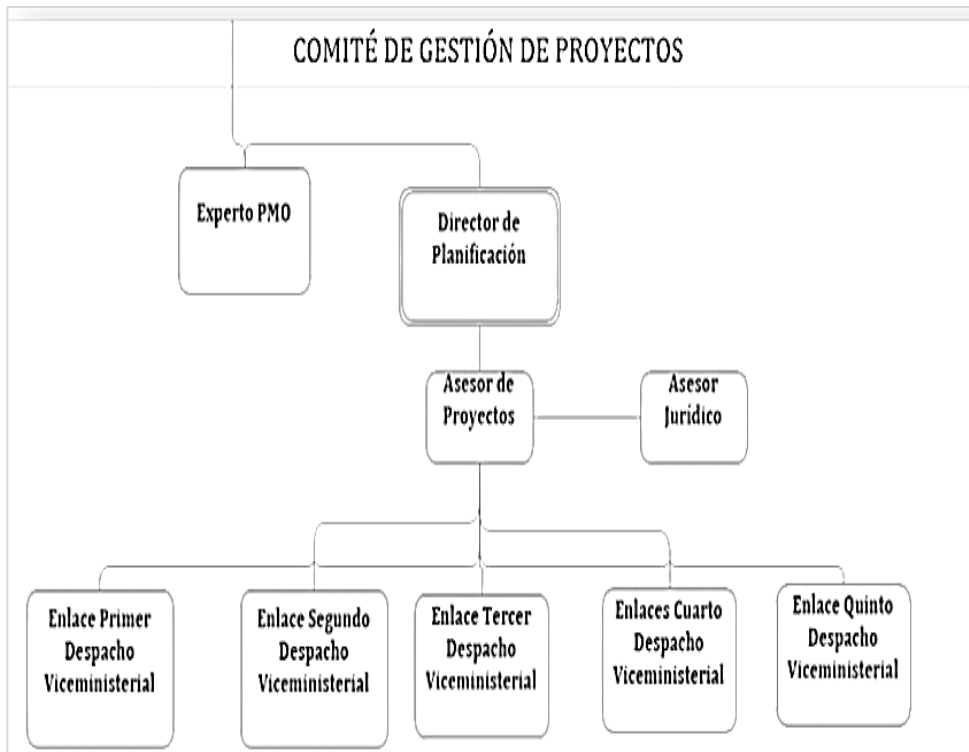 COMITÉ DE GESTIÓN DE PROYECTOS
Experto PMO
Director de
Planificación
Asesor de
Proyectos
Asesor
Jurídico
Enlace Primer
Despacho
Viceministerial
Enlace Segundo
Despacho
Viceministerial
Enlace Tercer
Despacho
Viceministerial
Enlaces Cuarto
Despacho
Viceministerial
Enlace Quinto
Despacho
Viceministerial